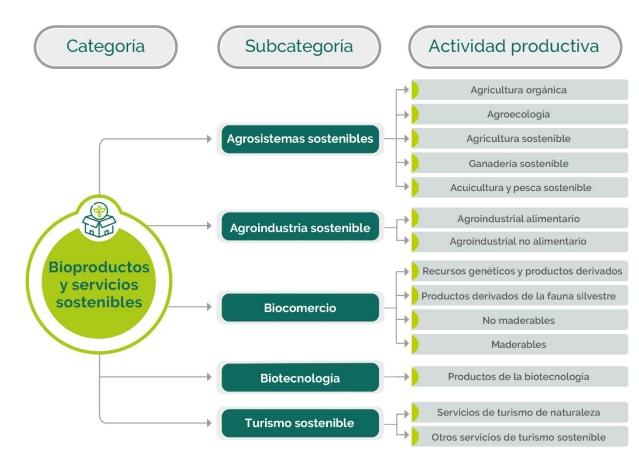 Categoría
Subcategoría
Actividad productiva
Bioproductos
y servicios
sostenibles
Agrosistemas sostenibles
Agricultura orgánica
Agroecología
Agricultura sostenible
Ganadería sostenible
Acuicultura y pesca sostenible
Agroindustria sostenible
Agroindustrial alimentario
Agroindustrial no alimentario
Biocomercio
Recursos genéticos y productos derivados
Productos derivados de la fauna silvestre
No maderables
Maderables
Biotecnología
Productos de la biotecnología
Turismo sostenible
Servicios de turismo de naturaleza
Otros servicios de turismo sostenible